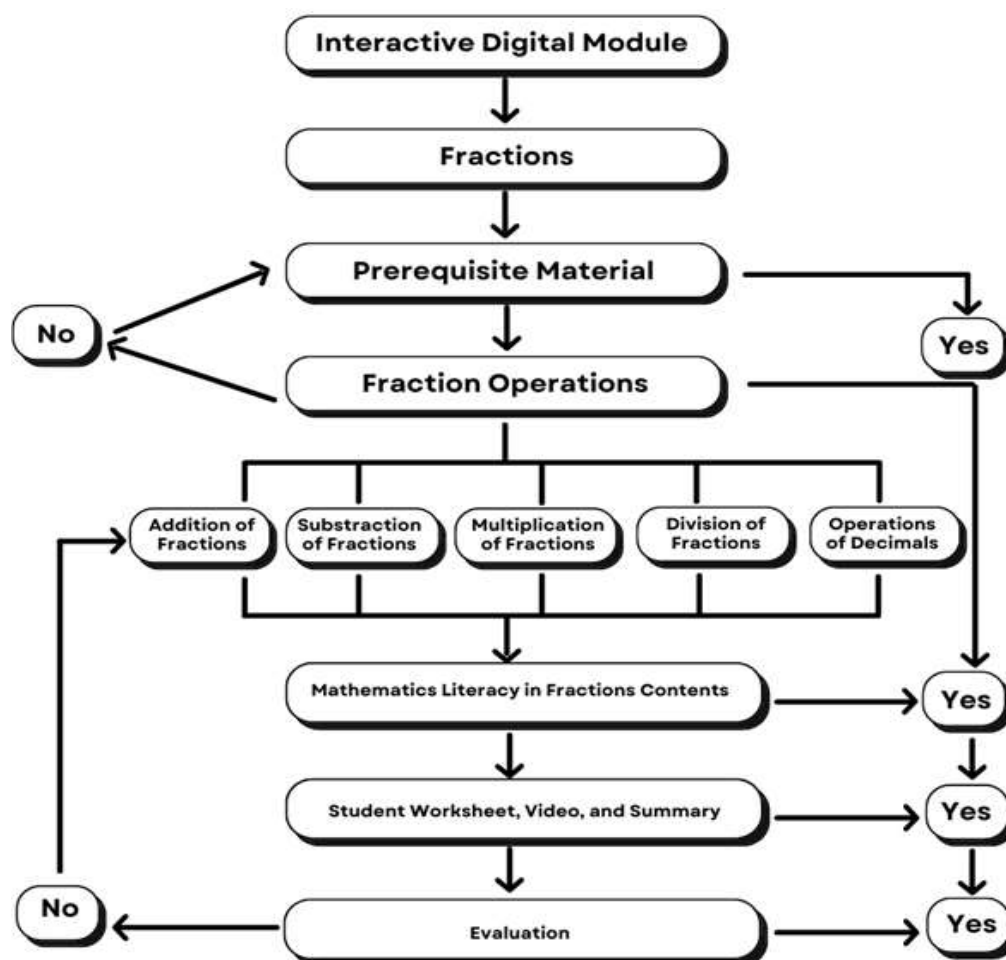 Interactive Digital Module
Fractions
Prerequisite Material
No
Yes
Fraction Operations
Addition of
Fractions
Substraction
of Fractions
Multiplication
of Fractions
Division of
Fractions
Operations
of Decimals
Mathematics Literacy in Fractions Contents
Yes
Student Worksheet, Video, and Summary
Yes
No
Evaluation
Yes